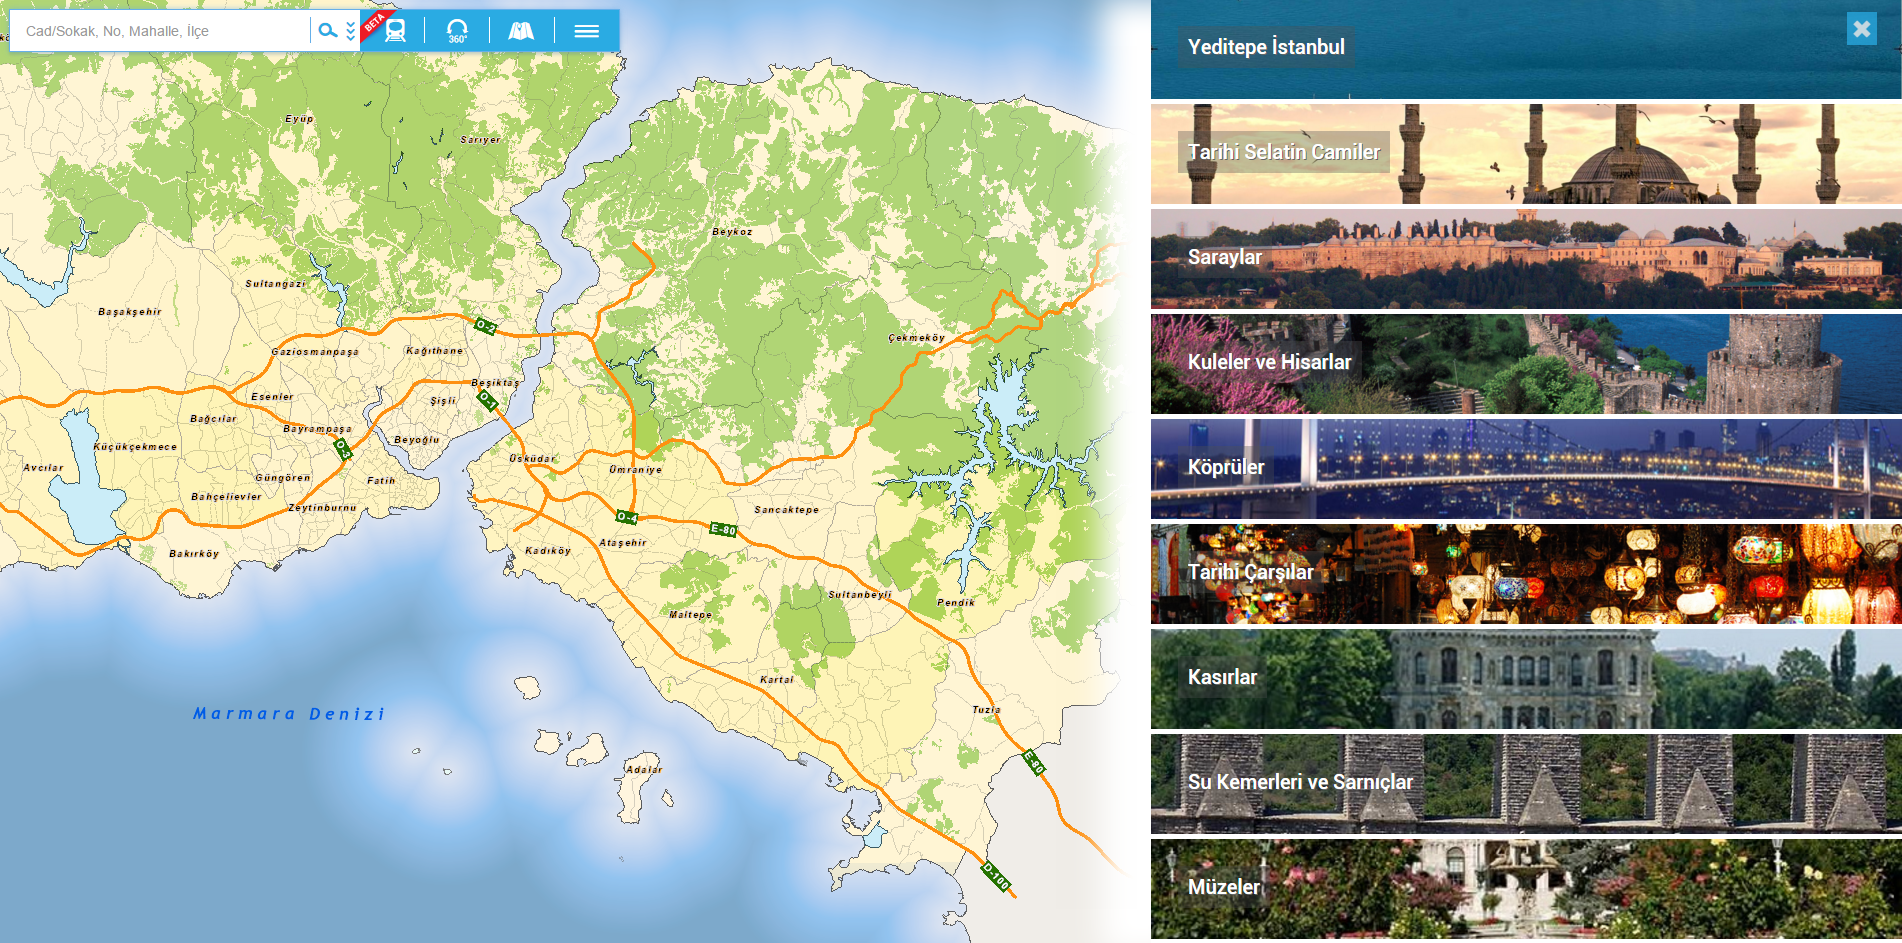 Cad/Sokak, No, Mahalle, İlçe
BETA
360°
Eyüp
Sarıyer
Beykoz
Sultangazi
Başakşehir
O-2
Çekmeköy
Gaziosmanpaşa
Kağıthane
Beşiktaş
Esenler
O-1
Şişli
Bağcılar
Bayrampaşa
Beyoğlu
Küçükçekmece
O-3
Üsküdar
Avcılar
Ümraniye
Güngören
Fatih
Bahçelievler
Zeytinburnu
Sancaktepe
O-4
E-80
Ataşehir
Kadıköy
Bakırköy
Sultanbeyli
Pendik
Maltepe
Kartal
Marmara Denizi
Tuzla
E-80
Adalar
D-100
Yeditepe İstanbul
Tarihi Selatin Camiler
Saraylar
Kuleler ve Hisarlar
Köprüler
Tarihi Çarşılar
Kasırlar
Su Kemerleri ve Sarnıçlar
Müzeler